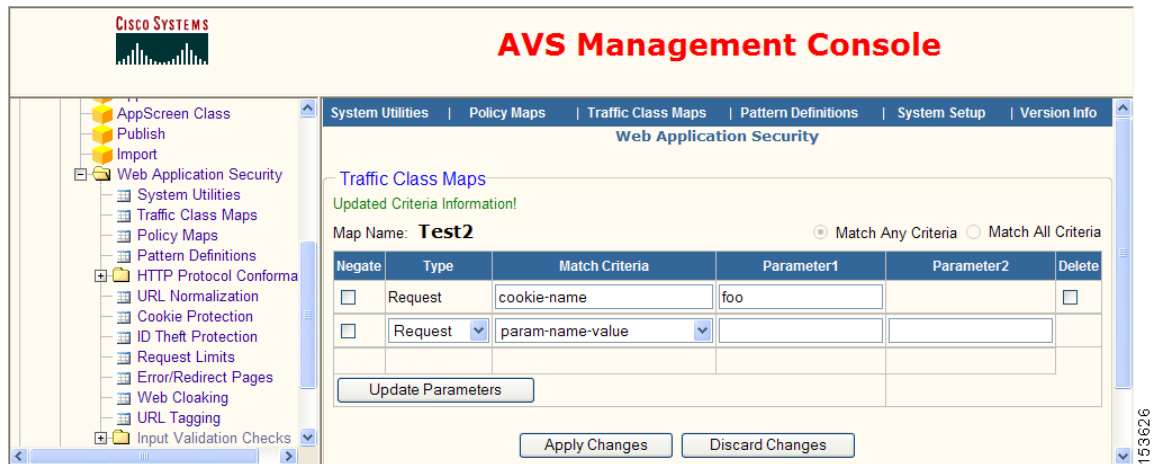 CISCO SYSTEMS
AVS Management Console
AppScreen Class
Publish
Import
Web Application Security
System Utilities
Traffic Class Maps
Policy Maps
Pattern Definitions
HTTP Protocol Conforma
URL Normalization
Cookie Protection
ID Theft Protection
Request Limits
Error/Redirect Pages
Web Cloaking
URL Tagging
Input Validation Checks
System Utilities | Policy Maps | Traffic Class Maps | Pattern Definitions | System Setup | Version Info
Web Application Security
Traffic Class Maps
Updated Criteria Information!
Map Name: Test2 Match Any Criteria Match All Criteria
Negate Type Match Criteria Parameter1 Parameter2 Delete
Request cookie-name foo
Request param-name-value
Update Parameters
Apply Changes Discard Changes
153626